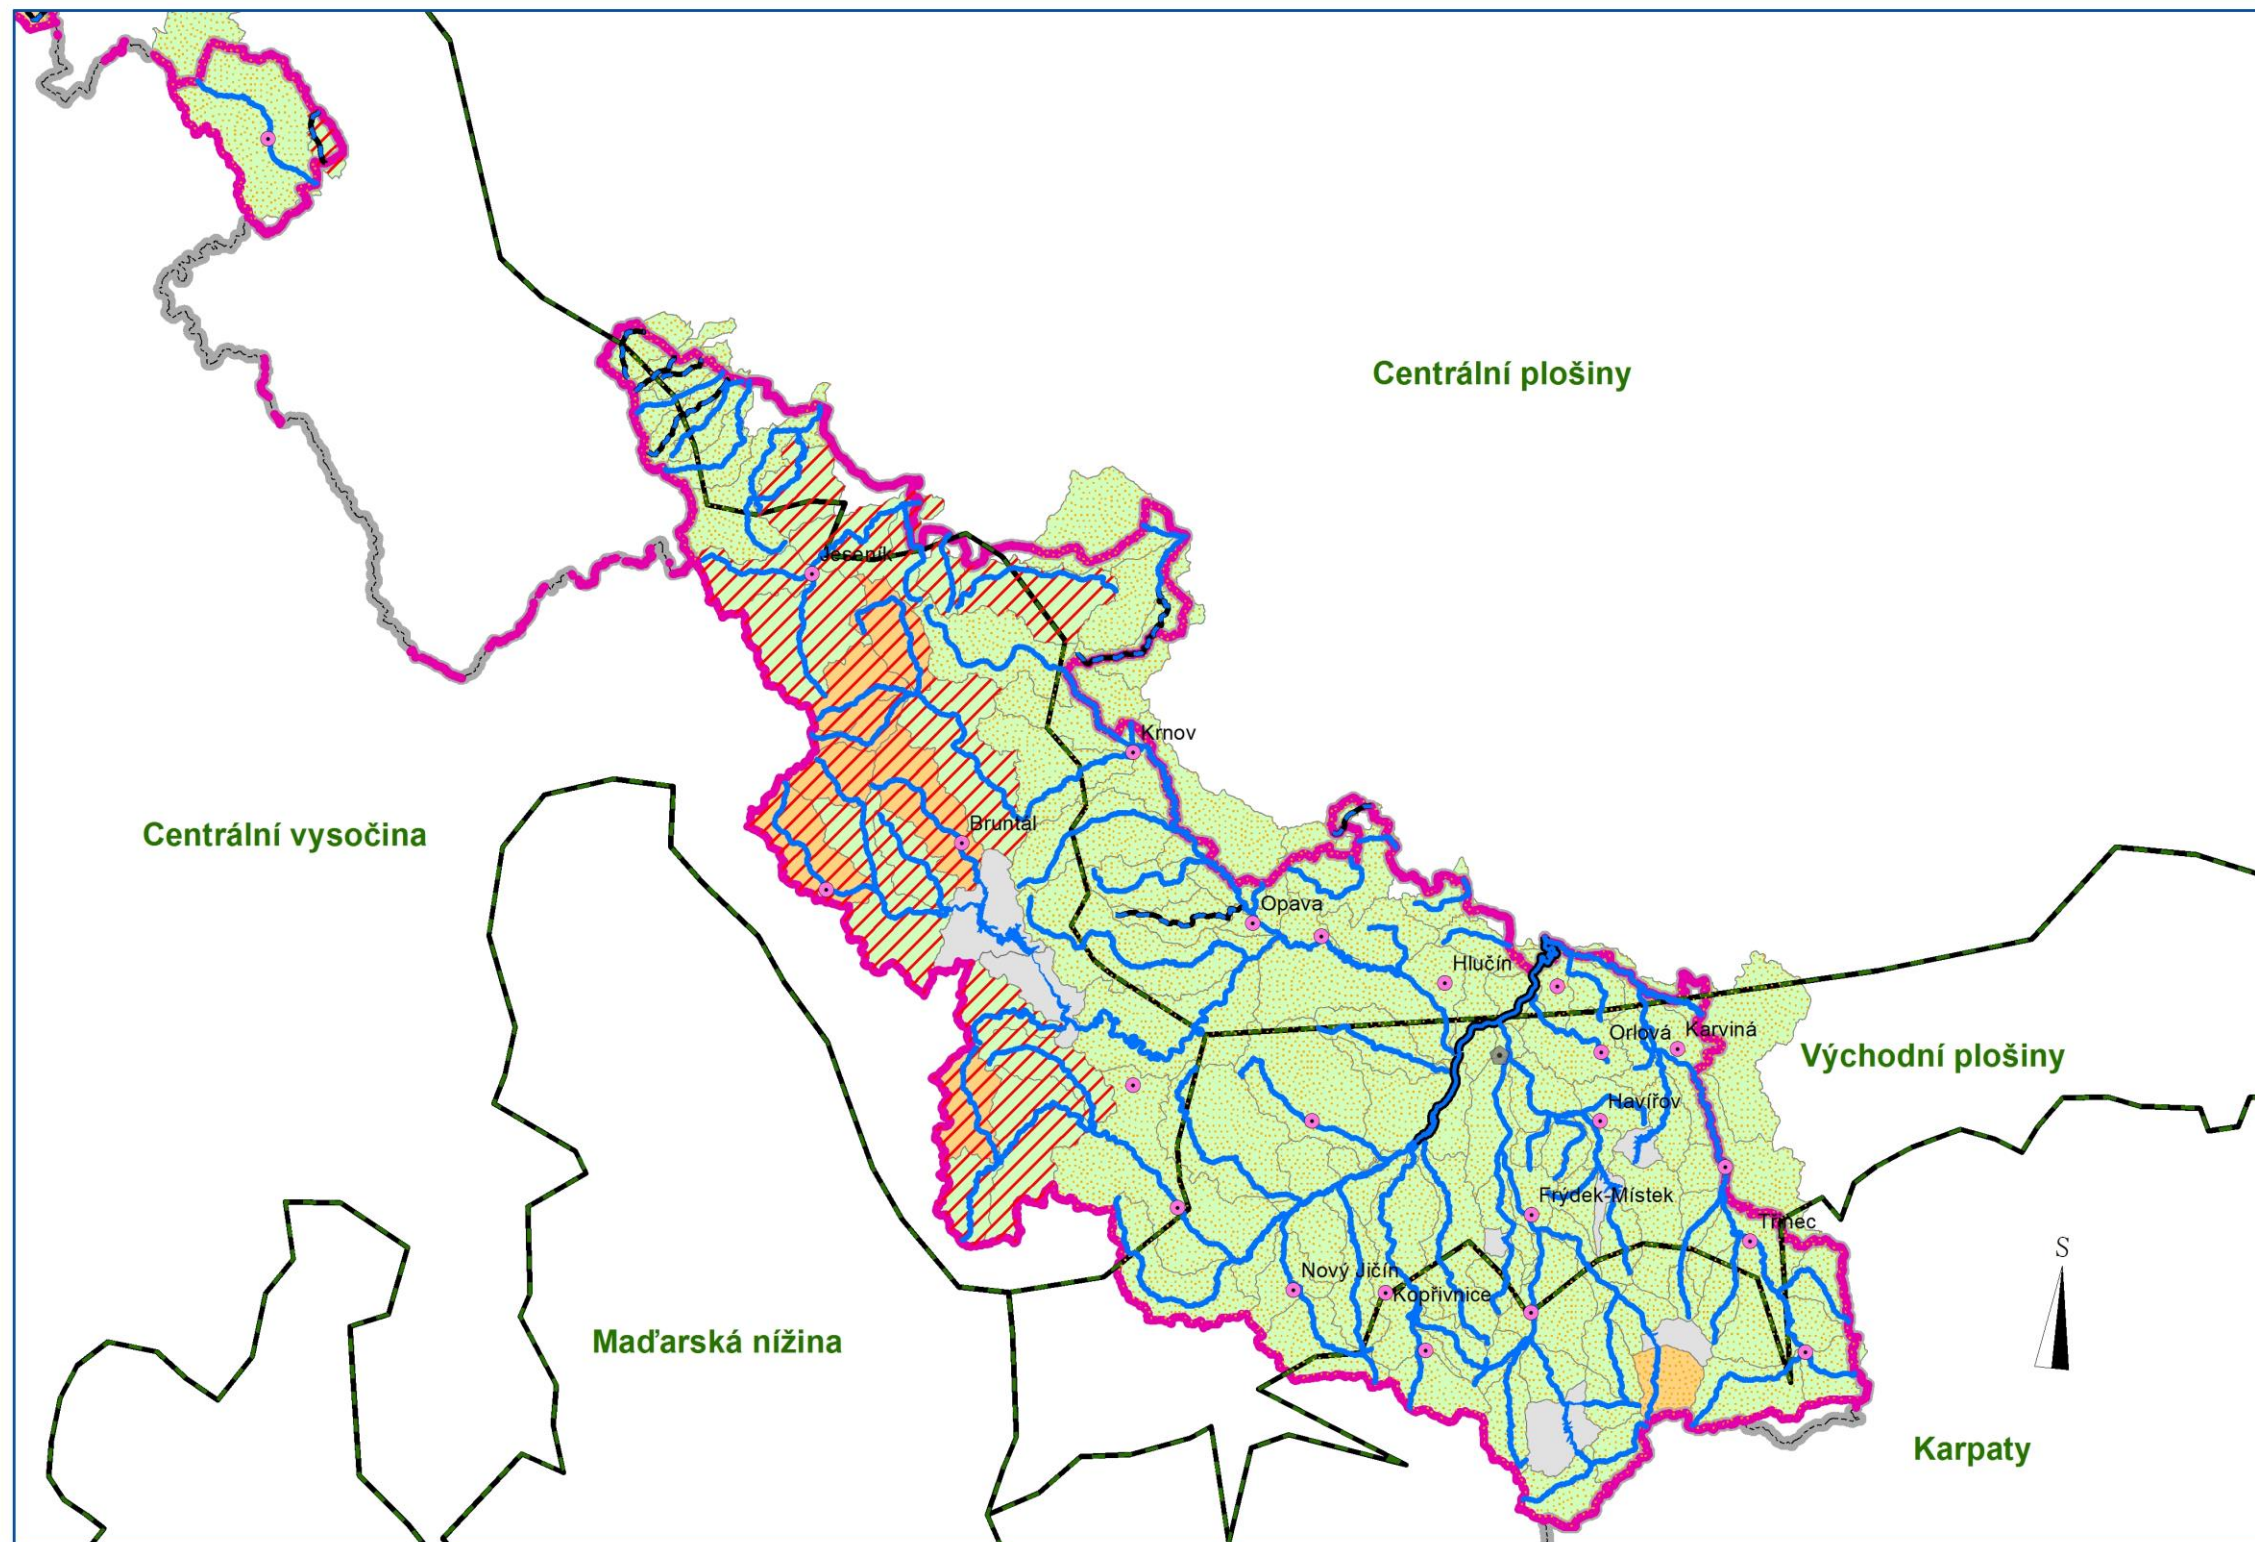 Centrální plošiny
Jeseník
Krnov
Centrální vysočina
Bruntál
Opava
Hlučín
Orlová
Karviná
Východní plošiny
Havířov
Frýdek-Místek
Třinec
S
Nový Jičín
Kopřivnice
Maďarská nížina
Karpaty